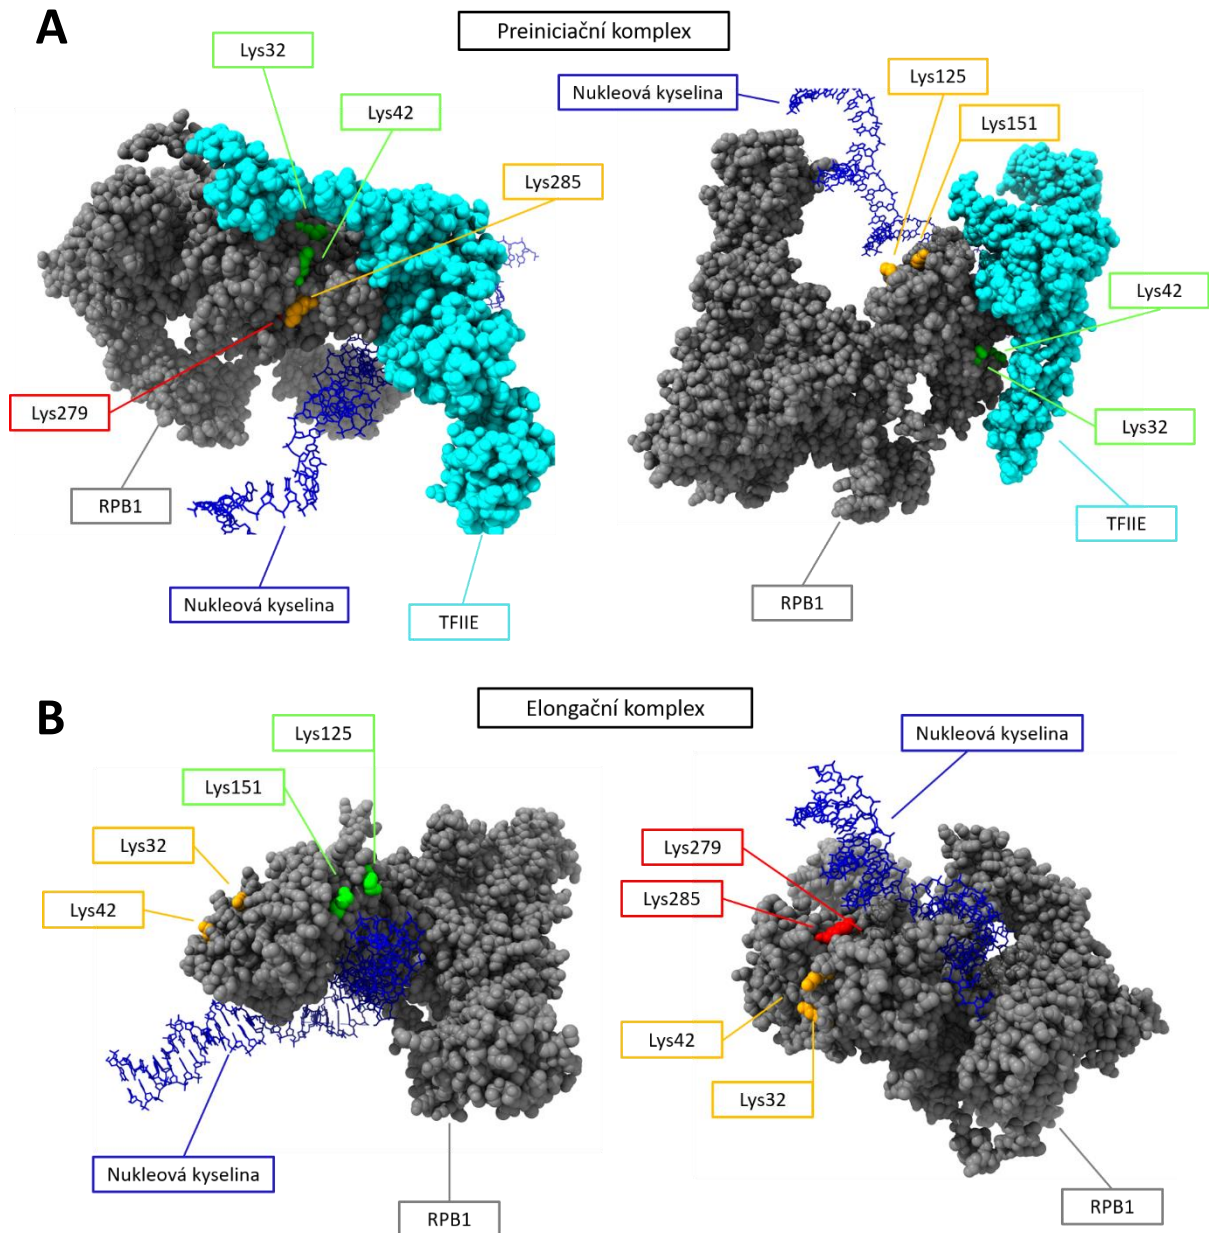 A
Preiniciační komplex
Lys32
Lys42
Lys285
Lys279
RPB1
Nukleová kyselina
TFIIE
Nukleová kyselina
Lys125
Lys151
Lys42
Lys32
TFIIE
RPB1
B
Elongační komplex
Lys125
Lys151
Lys32
Lys42
Nukleová kyselina
RPB1
Nukleová kyselina
Lys279
Lys285
Lys42
Lys32
RPB1